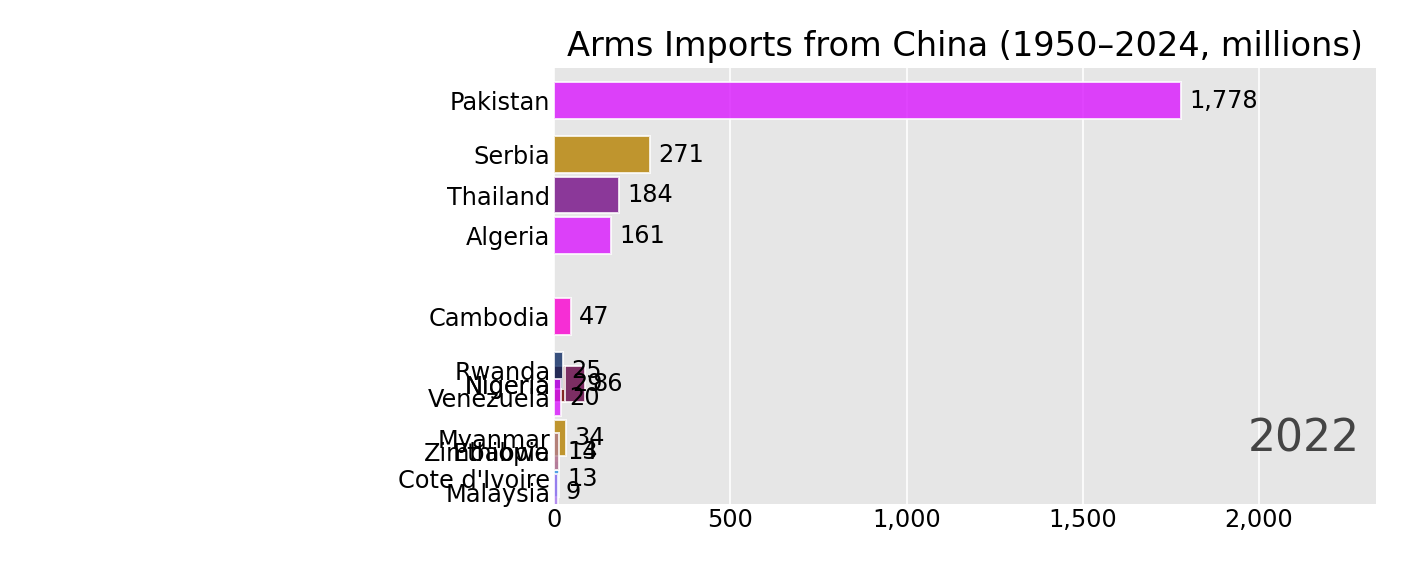 Arms Imports from China (1950–2024, millions)
Pakistan 1,778
Serbia 271
Thailand 184
Algeria 161
Cambodia 47
Rwanda 25
Nigeria
Venezuela 20
Myanmar 34
Cote d'Ivoire 13
Malaysia 9
2022
0 500 1,000 1,500 2,000